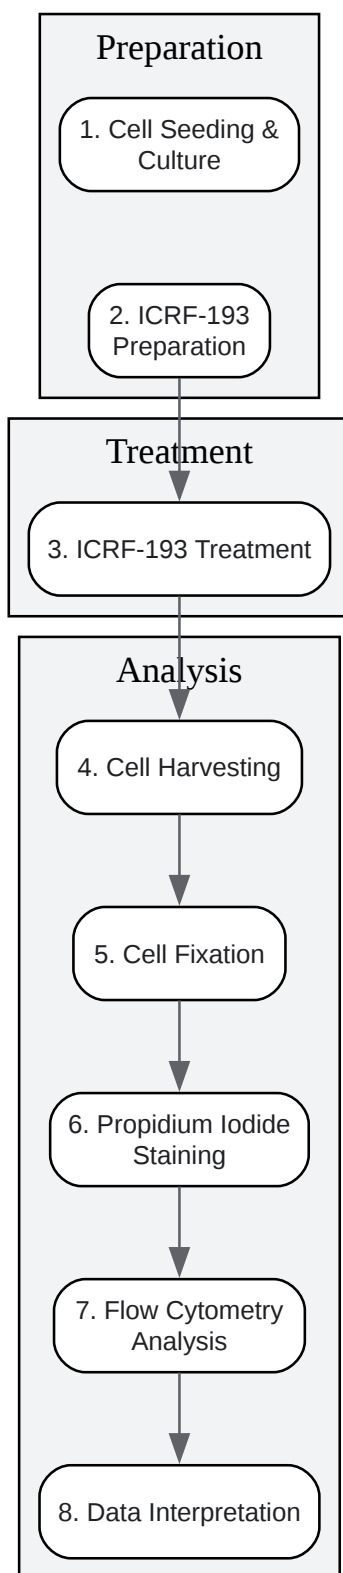 Preparation
1. Cell Seeding &
Culture
2. ICRF-193
Preparation
Treatment
3. ICRF-193 Treatment
Analysis
4. Cell Harvesting
5. Cell Fixation
6. Propidium Iodide
Staining
7. Flow Cytometry
Analysis
8. Data Interpretation